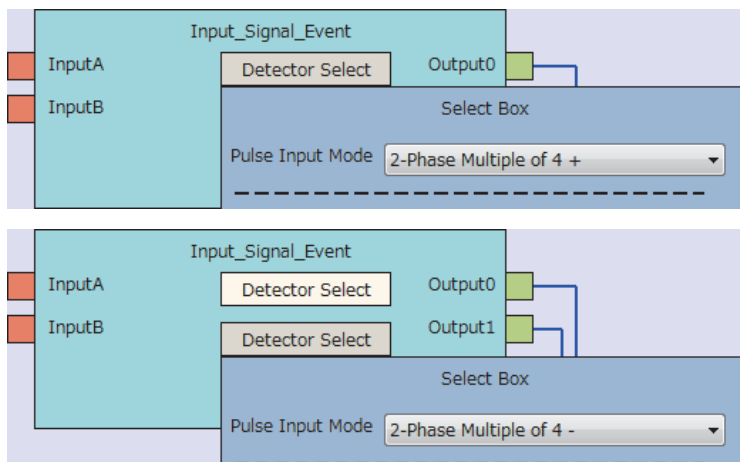 Input_Signal_Event
InputA Detector Select Output0
InputB Select Box
Pulse Input Mode 2-Phase Multiple of 4 +
Input_Signal_Event
InputA Detector Select Output0
InputB Detector Select Output1
Select Box
Pulse Input Mode 2-Phase Multiple of 4 -